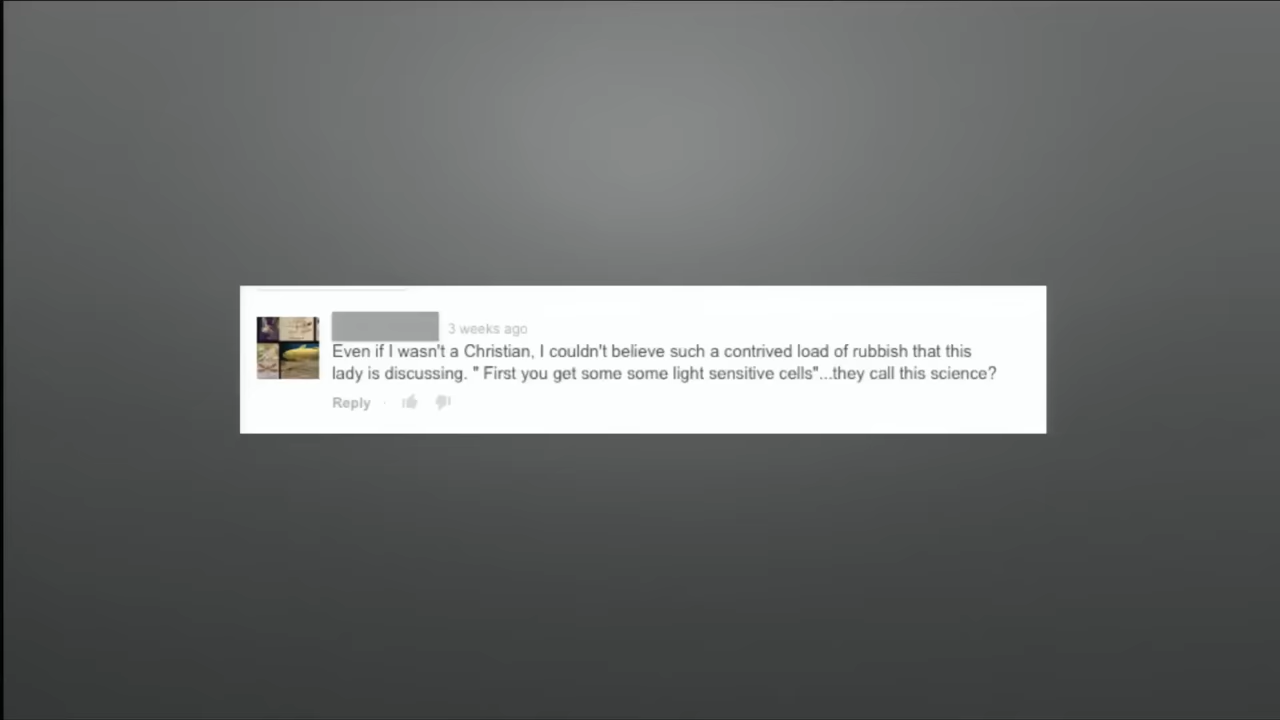 3 weeks ago
Even if I wasn't a Christian, I couldn't believe such a contrived load of rubbish that this
lady is discussing. " First you get some some light sensitive cells"...they call this science?
Reply ·